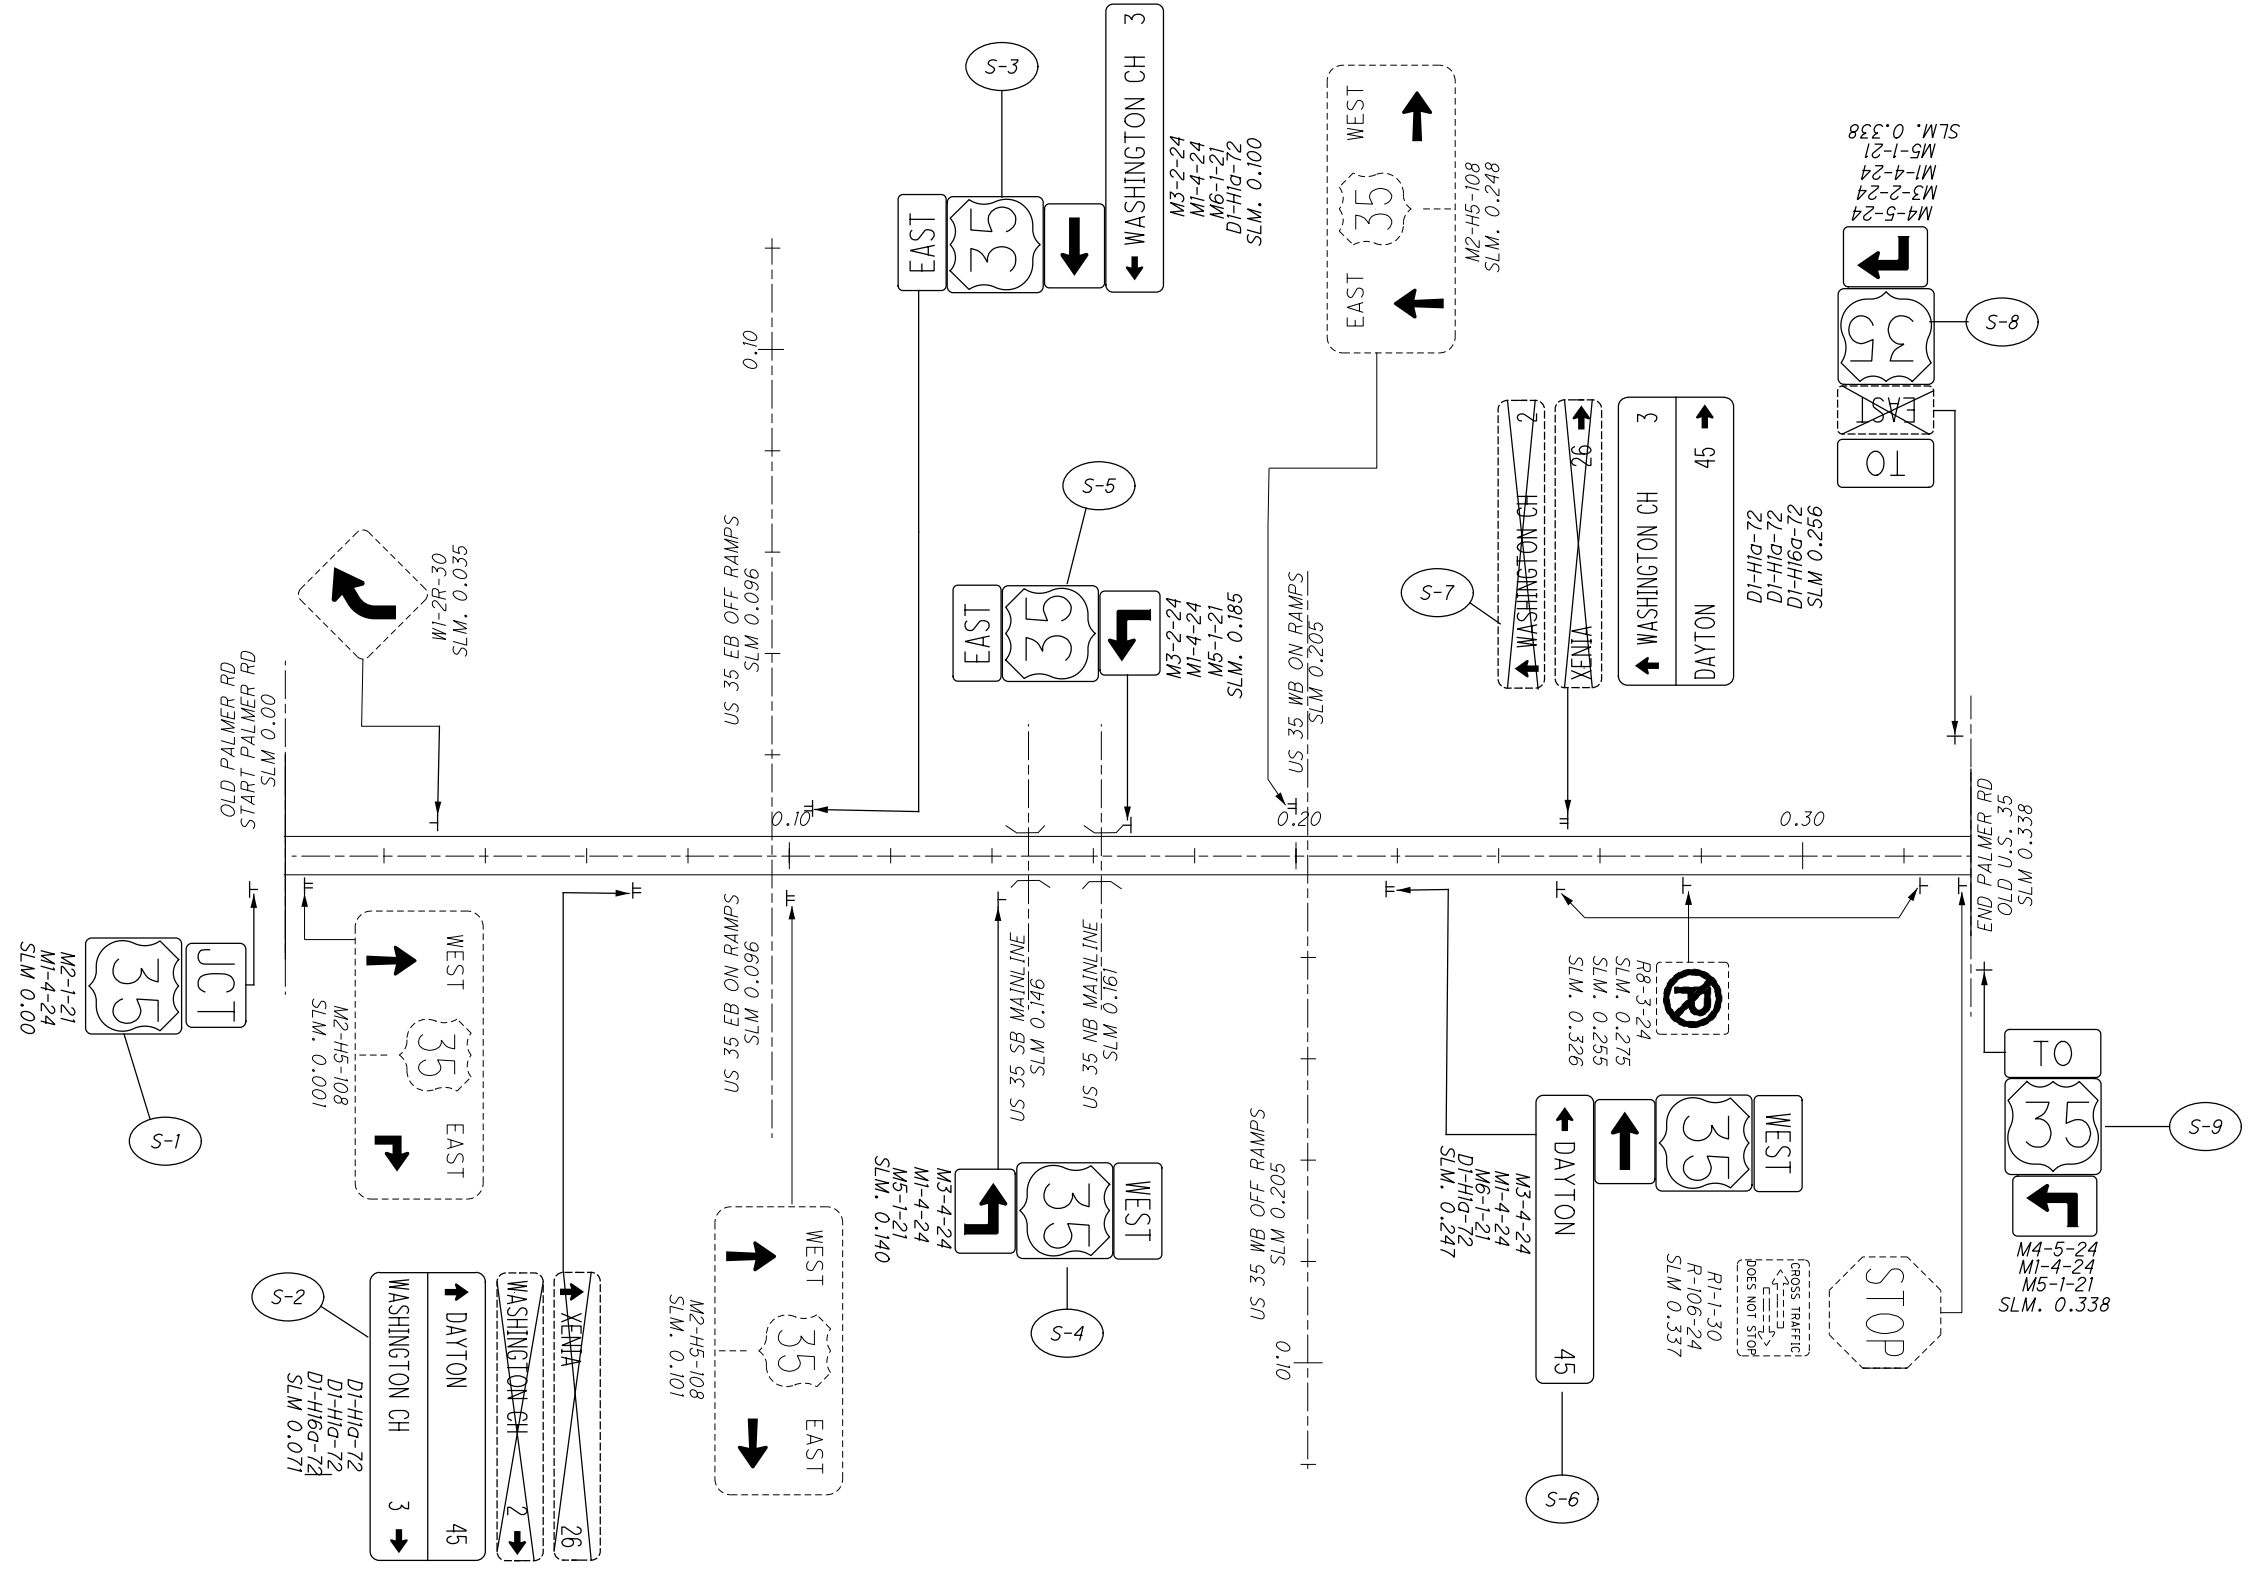 S-3
EAST
35
WASHINGTON CH 3
M3-2-24
M1-4-24
M6-1-21
D1-H1a-72
SLM. 0.100
WEST
35
EAST
M2-H5-108
SLM. 0.248
SLM. 0.338
M5-1-21
M1-4-24
M3-2-24
M4-5-24
35
EAST
TO
S-8
0.10
US 35 EB OFF RAMPS
SLM 0.096
S-5
EAST
35
M3-2-24
M1-4-24
M5-1-21
SLM. 0.185
US 35 WB ON RAMPS
SLM 0.205
S-7
WASHINGTON CH 2
XENIA 26
WASHINGTON CH 3
DAYTON 45
D1-H1a-72
D1-H1a-72
D1-H16a-72
SLM 0.256
W1-2R-30
SLM. 0.035
OLD PALMER RD
START PALMER RD
SLM 0.00
0.10
0.20
0.30
END PALMER RD
OLD U.S. 35
SLM 0.338
JCT
35
M2-1-21
M1-4-24
SLM 0.00
S-1
WEST
35
EAST
M2-H5-108
SLM. 0.001
US 35 EB ON RAMPS
SLM 0.096
US 35 SB MAINLINE
SLM 0.146
US 35 NB MAINLINE
SLM 0.161
US 35 WB OFF RAMPS
SLM 0.205
0.10
R8-3-24
SLM. 0.275
SLM. 0.255
SLM. 0.326
R
TO
35
S-9
M4-5-24
M1-4-24
M5-1-21
SLM. 0.338
WEST
35
DAYTON 45
M3-4-24
M1-4-24
M6-1-21
D1-H1a-72
SLM. 0.247
S-6
WEST
35
M3-4-24
M1-4-24
M5-1-21
SLM. 0.140
S-4
STOP
CROSS TRAFFIC
DOES NOT STOP
R1-1-30
R-106-24
SLM 0.337
WEST
35
EAST
M2-H5-108
SLM. 0.101
S-2
XENIA 26
WASHINGTON CH 2
DAYTON 45
WASHINGTON CH 3
D1-H1a-72
D1-H1a-72
D1-H16a-72
SLM 0.071